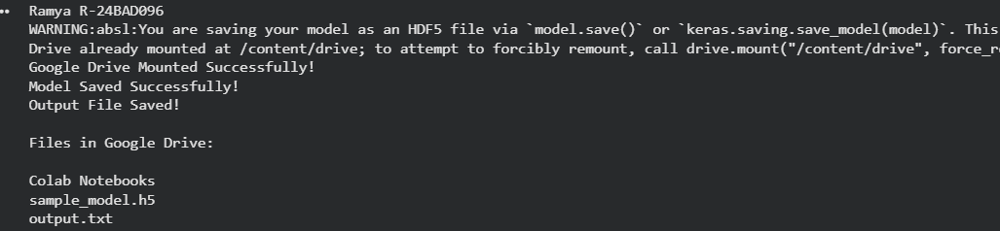 Ramya R-24BAD096
WARNING:absl:You are saving your model as an HDF5 file via `model.save()` or `keras.saving.save_model(model)`. This
Drive already mounted at /content/drive; to attempt to forcibly remount, call drive.mount("/content/drive", force_r
Google Drive Mounted Successfully!
Model Saved Successfully!
Output File Saved!
Files in Google Drive:
Colab Notebooks
sample_model.h5
output.txt